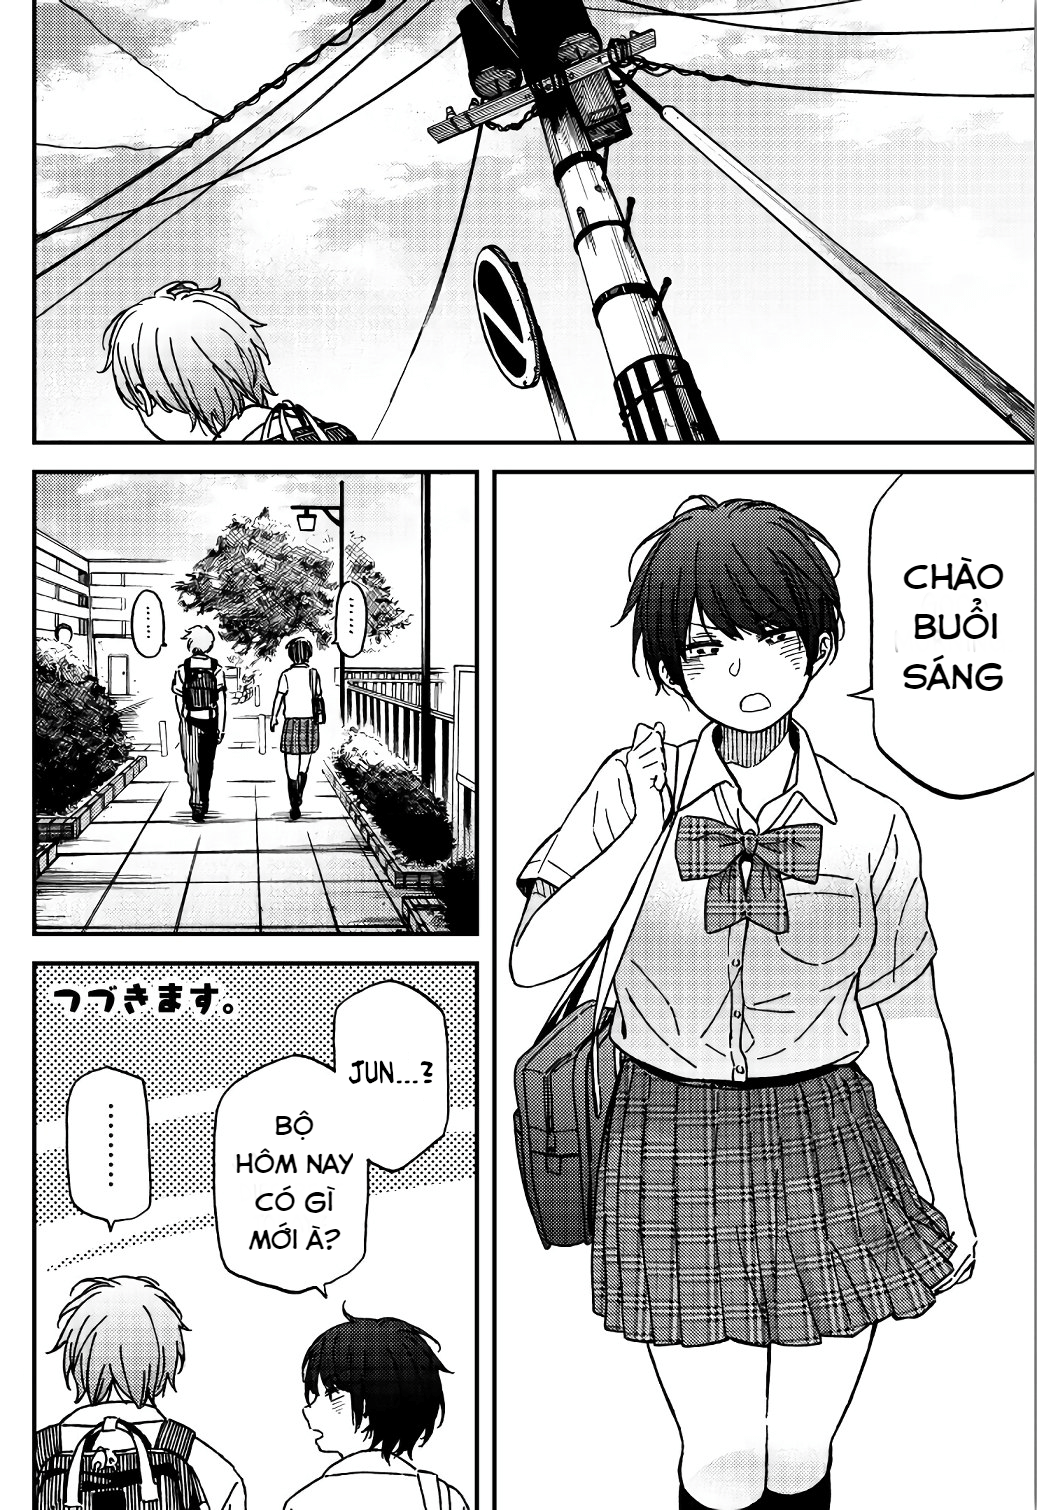 CHÀO
BUỔI
SÁNG
......
......
つづきます。
JUN...?
BỘ
HÔM NAY
CÓ GÌ
MỚI À?
.........